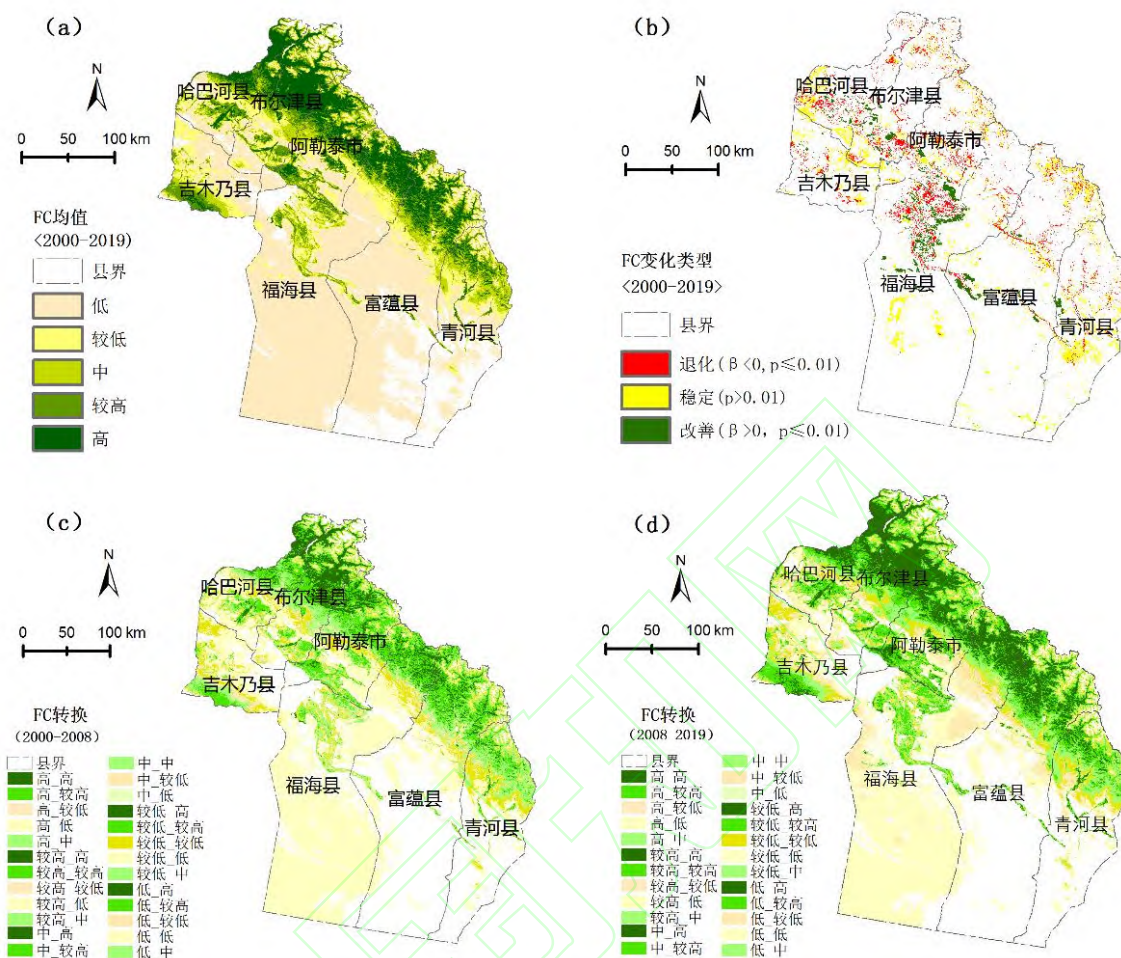 (a)
N
0 50 100 km
哈巴河县
布尔津县
阿勒泰市
吉木乃县
福海县
富蕴县
青河县
FC均值
<2000-2019)
县界
低
较低
中
较高
高
(b)
N
0 50 100 km
哈巴河县
布尔津县
阿勒泰市
吉木乃县
福海县
富蕴县
青河县
FC变化类型
<2000-2019>
县界
退化(β<0,p≤0.01)
稳定(p>0.01)
改善(β>0, p≤0.01)
(c)
N
0 50 100 km
哈巴河县
布尔津县
阿勒泰市
吉木乃县
福海县
富蕴县
青河县
FC转换
(2000-2008)
县界
高_高
高_较高
高_较低
高_低
高_中
较高_高
较高_较高
较高_较低
较高_低
较高_中
中_高
中_较高
中_中
中_较低
中_低
较低_高
较低_较高
较低_较低
较低_低
较低_中
低_高
低_较高
低_较低
低_低
低_中
(d)
N
0 50 100 km
哈巴河县
布尔津县
阿勒泰市
吉木乃县
福海县
富蕴县
青河县
FC转换
(2008 2019)
县界
高 高
高_较高
高_较低
高_低
高_中
较高_高
较高_较高
较高_较低
较高_低
较高_中
中_高
中_较高
中 中
中_较低
中_低
较低_高
较低_较高
较低_较低
较低_低
较低_中
低_高
低_较高
低_较低
低_低
低_中